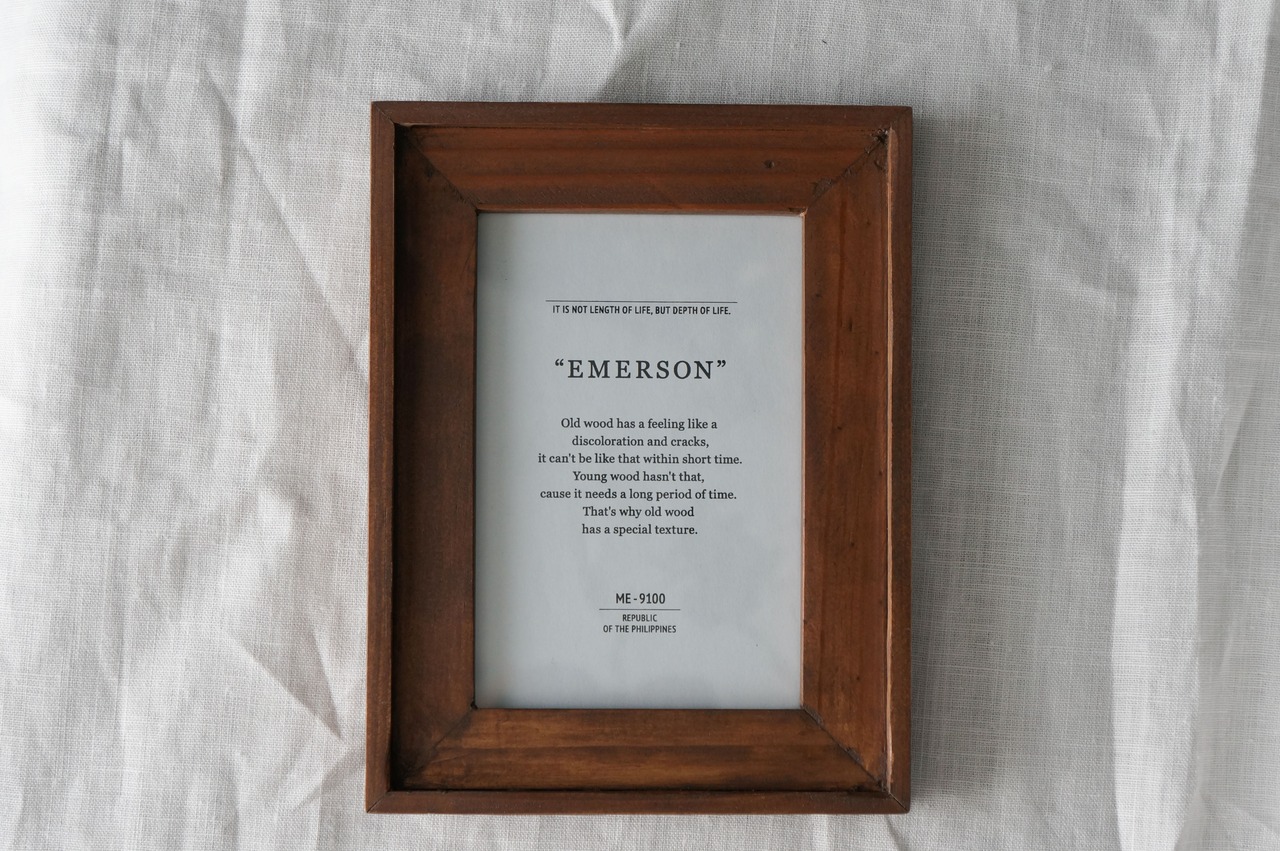 IT IS NOT LENGTH OF LIFE, BUT DEPTH OF LIFE.
“EMERSON”
Old wood has a feeling like a
discoloration and cracks,
it can't be like that within short time.
Young wood hasn't that,
cause it needs a long period of time.
That's why old wood
has a special texture.
ME - 9100
REPUBLIC
OF THE PHILIPPINES